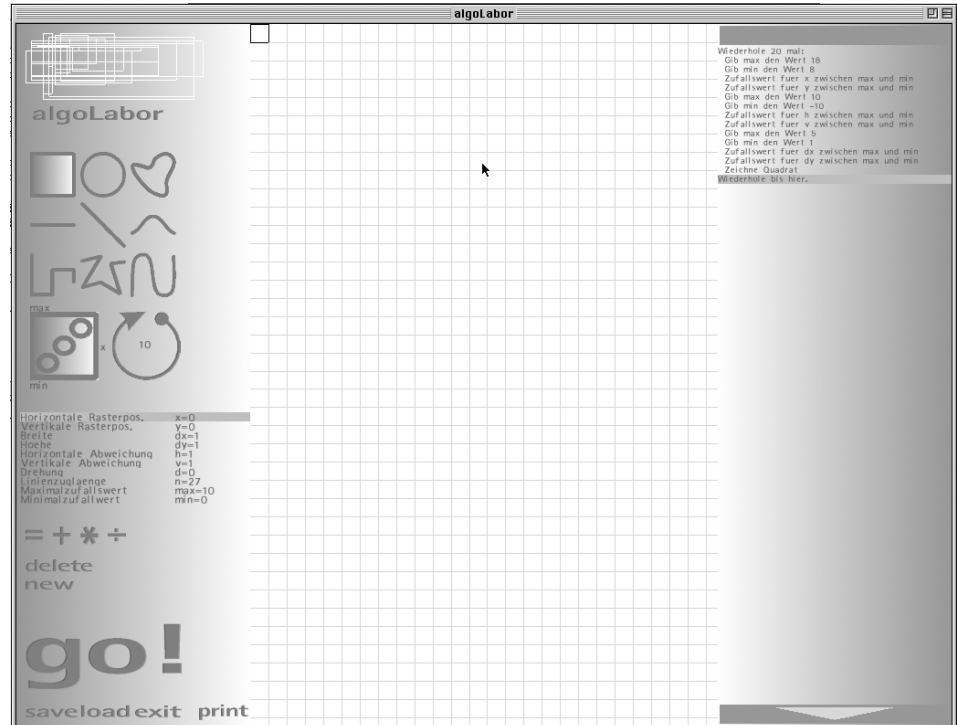 algoLabor
algoLabor
max
x
10
min
Horizontale Rasterpos. x=0
Vertikale Rasterpos. y=0
Breite dx=1
Hoehe dy=1
Horizontale Abweichung h=1
Vertikale Abweichung v=1
Drehung d=0
Linienzuglaenge n=27
Maximalzufallswert max=10
Minimalzufallwert min=0
= + * ÷
delete
new
go!
save load exit print
Wiederhole 20 mal:
Gib max den Wert 18
Gib min den Wert 8
Zufallswert fuer x zwischen max und min
Zufallswert fuer y zwischen max und min
Gib max den Wert 10
Gib min den Wert -10
Zufallswert fuer h zwischen max und min
Zufallswert fuer v zwischen max und min
Gib max den Wert 5
Gib min den Wert 1
Zufallswert fuer dx zwischen max und min
Zufallswert fuer dy zwischen max und min
Zeichne Quadrat
Wiederhole bis hier.